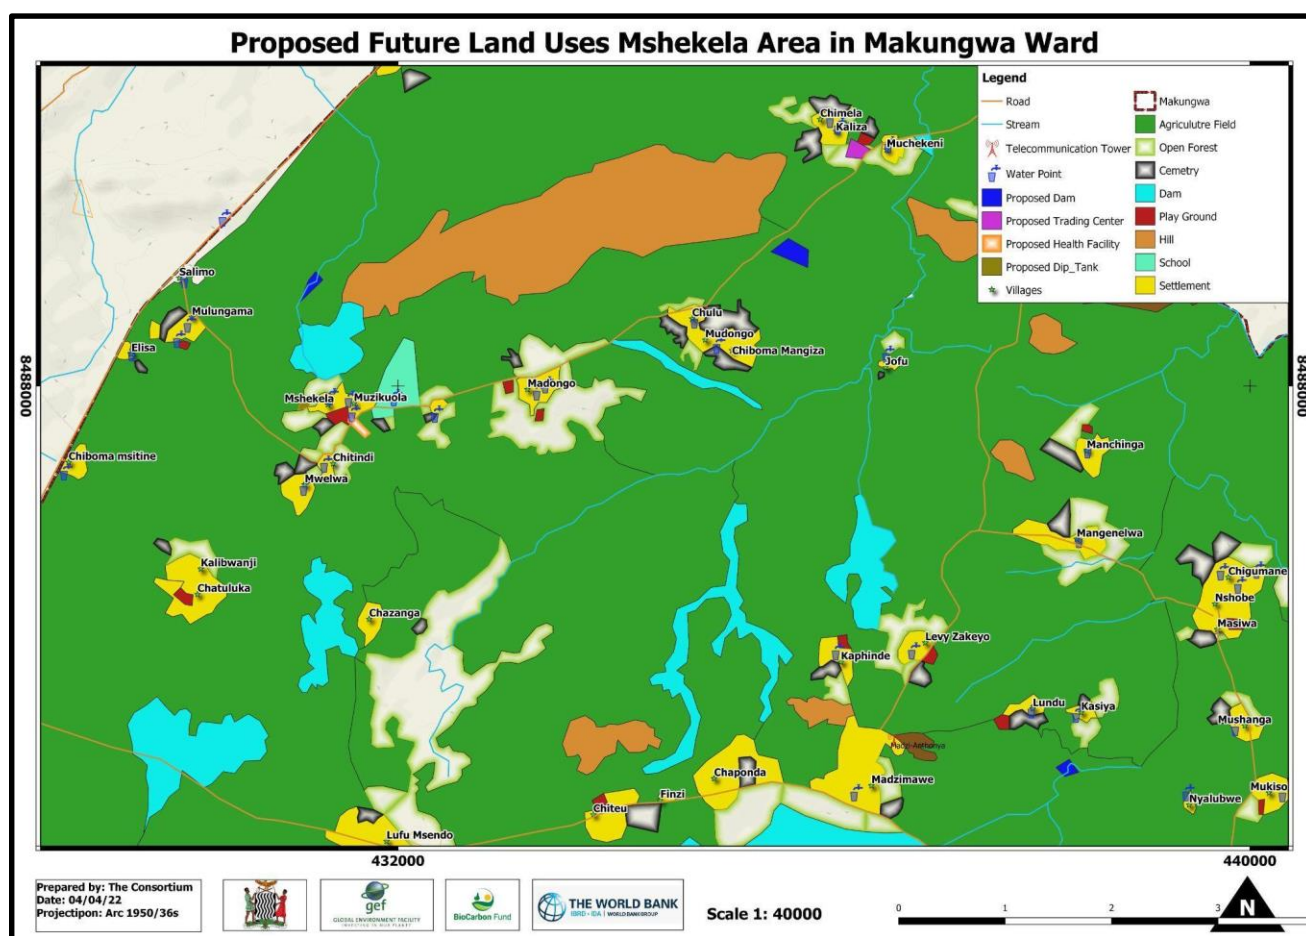 Proposed Future Land Uses Mshekela Area in Makungwa Ward
Legend
Road
Stream
Telecommunication Tower
Water Point
Proposed Dam
Proposed Trading Center
Proposed Health Facility
Proposed Dip_Tank
Villages
Makungwa
Agriculutre Field
Open Forest
Cemetry
Dam
Play Ground
Hill
School
Settlement
Chimela
Kaliza
Muchekeni
Salimo
Mulungama
Elisa
Chulu
Mudongo
Chiboma Mangiza
Jofu
8488000
8488000
Madongo
Mshekela
Muzikuola
Manchinga
Chiboma msitine
Chitindi
Mwelwa
Mangenelwa
Kalibwanji
Chatuluka
Chigumane
Nshobe
Masiwa
Chazanga
Levy Zakeyo
Kaphinde
Lundu
Kasiya
Mushanga
Chaponda
Madzimawe
Finzi
Chiteu
Nyalubwe
Mukiso
Lufu Msendo
432000
440000
Prepared by: The Consortium
Date: 04/04/22
Projectipon: Arc 1950/36s
gef
GLOBAL ENVIRONMENT FACILITY
INVESTING IN OUR PLANET
BioCarbon Fund
THE WORLD BANK
IBRD • IDA | WORLD BANK GROUP
Scale 1: 40000
0
1
2
3
N